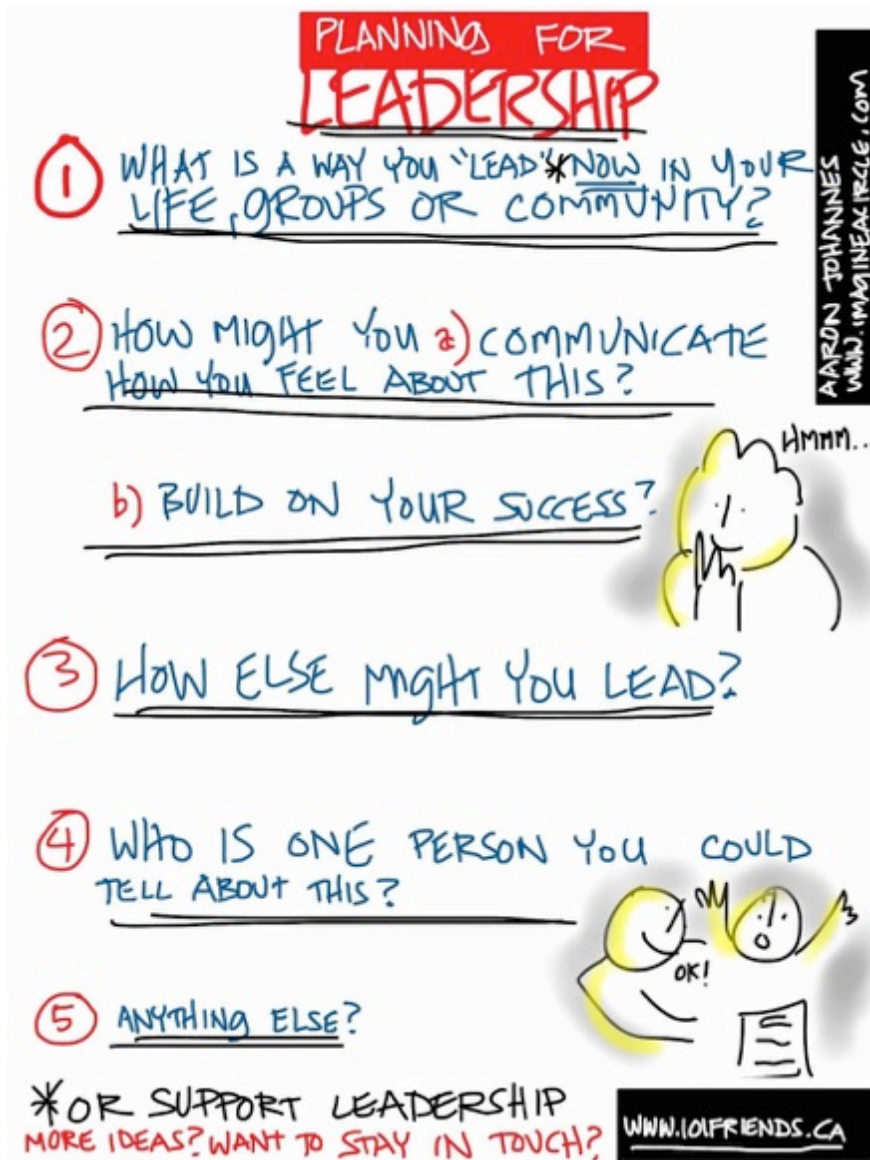 PLANNING FOR
LEADERSHIP
1 WHAT IS A WAY YOU "LEAD"* NOW IN YOUR
LIFE, GROUPS OR COMMUNITY?
2 HOW MIGHT YOU a) COMMUNICATE
HOW YOU FEEL ABOUT THIS?
HMMM...
b) BUILD ON YOUR SUCCESS?
3 HOW ELSE MIGHT YOU LEAD?
4 WHO IS ONE PERSON YOU COULD
TELL ABOUT THIS?
OK!
5 ANYTHING ELSE?
*OR SUPPORT LEADERSHIP
MORE IDEAS? WANT TO STAY IN TOUCH?
WWW.101FRIENDS.CA
AARON JOHANNES
WWW.IMAGINEACIRCLE.COM